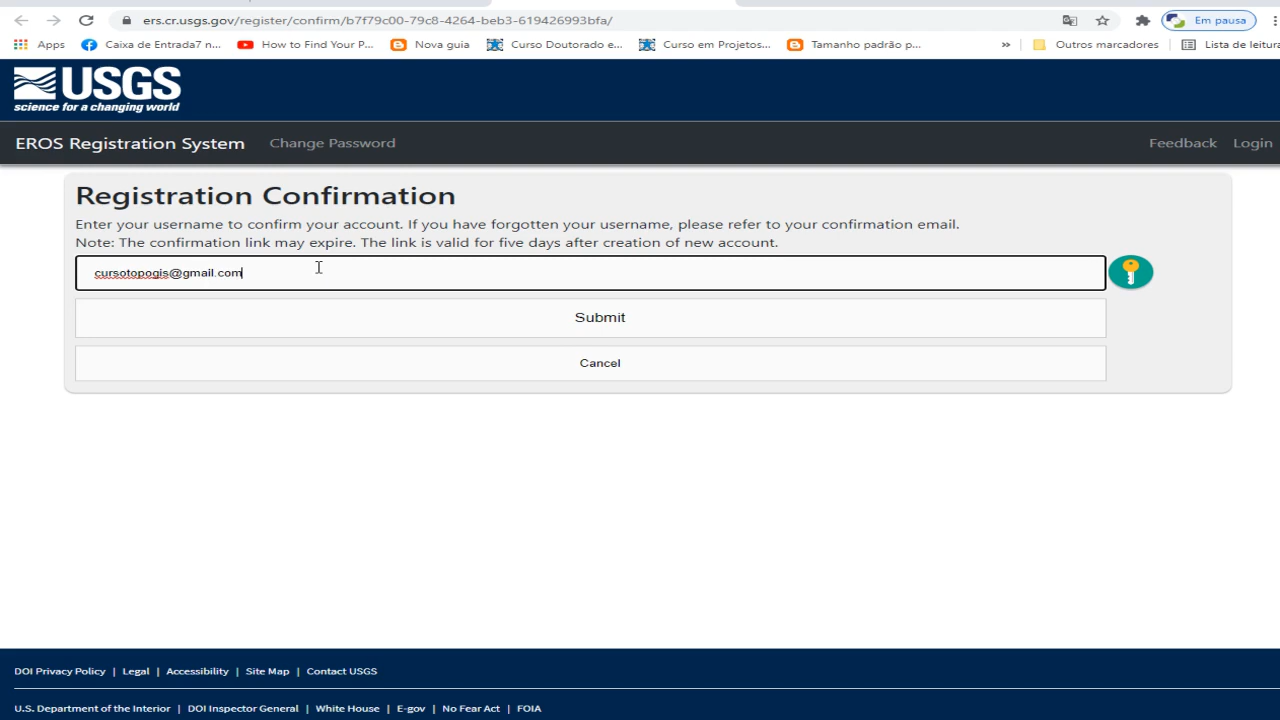 ers.cr.usgs.gov/register/confirm/b7f79c00-79c8-4264-beb3-619426993bfa/
Em pausa
Apps
Caixa de Entrada7 n...
How to Find Your P...
Nova guia
Curso Doutorado e...
Curso em Projetos...
Tamanho padrão p...
»
Outros marcadores
Lista de leitura
USGS
science for a changing world
EROS Registration System
Change Password
Feedback
Login
Registration Confirmation
Enter your username to confirm your account. If you have forgotten your username, please refer to your confirmation email.
Note: The confirmation link may expire. The link is valid for five days after creation of new account.
cursotopogis@gmail.com
Submit
Cancel
DOI Privacy Policy | Legal | Accessibility | Site Map | Contact USGS
U.S. Department of the Interior | DOI Inspector General | White House | E-gov | No Fear Act | FOIA